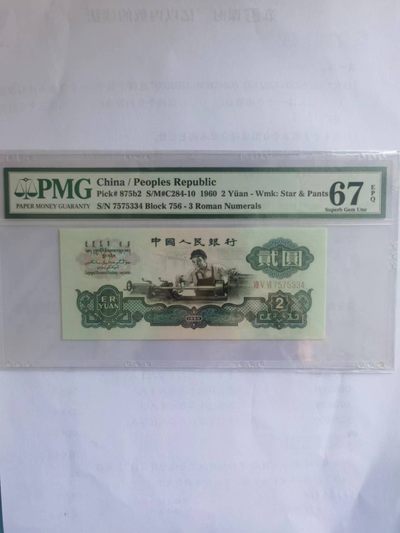 PMG
PAPER MONEY GUARANTY
China / Peoples Republic
Pick# 875b2 S/M#C284-10 1960 2 Yüan - Wmk: Star & Pants
S/N 7575334 Block 756 - 3 Roman Numerals
67 EPQ
Superb Gem Unc
中國人民銀行
貳圓
ER
YUAN
2
7575334
1960